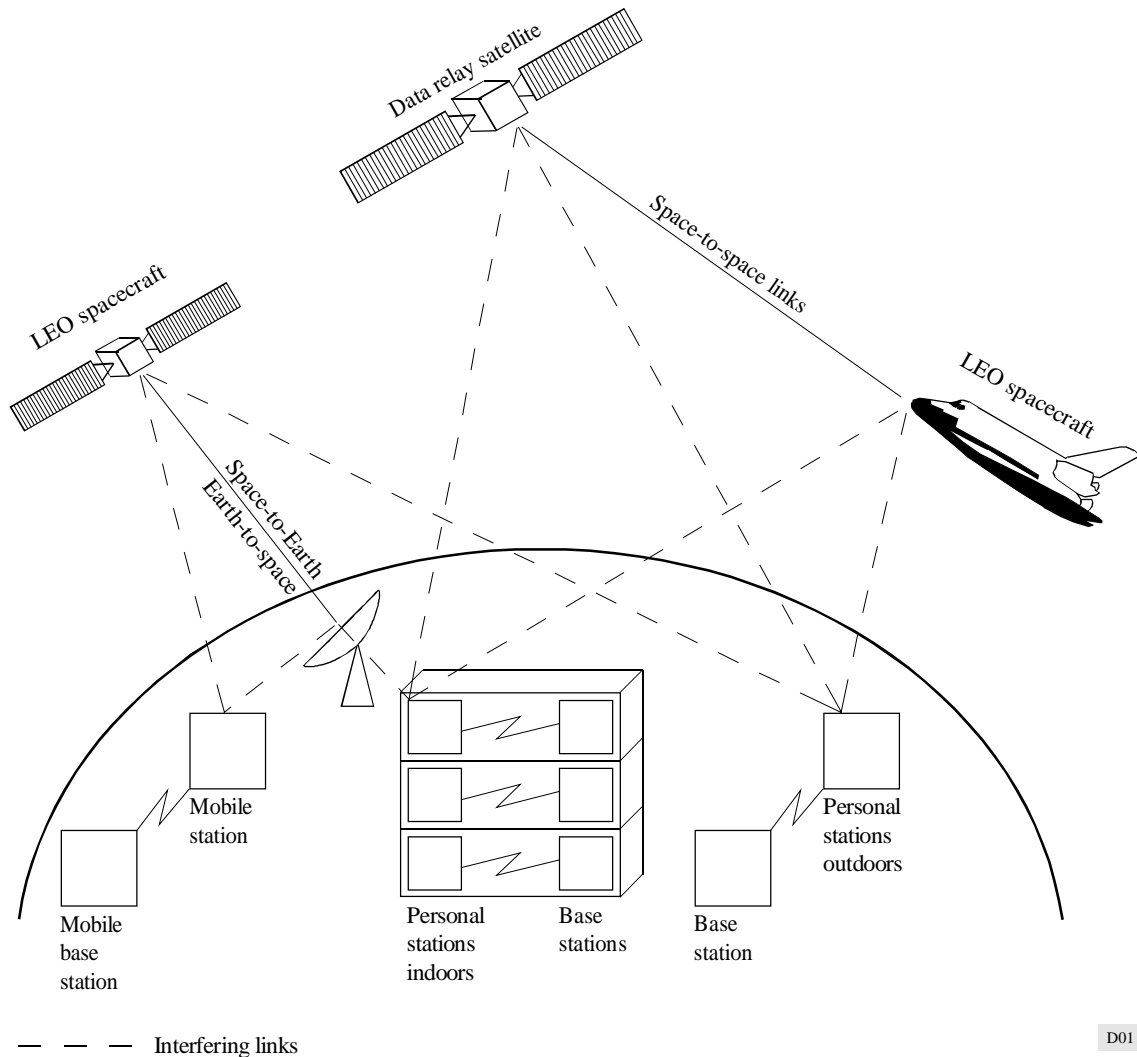 Data relay satellite
Space-to-space links
LEO spacecraft
LEO spacecraft
Space-to-Earth
Earth-to-space
Mobile
station
Personal
stations
outdoors
Mobile
base
station
Personal
stations
indoors
Base
stations
Base
station
Interfering links
D01